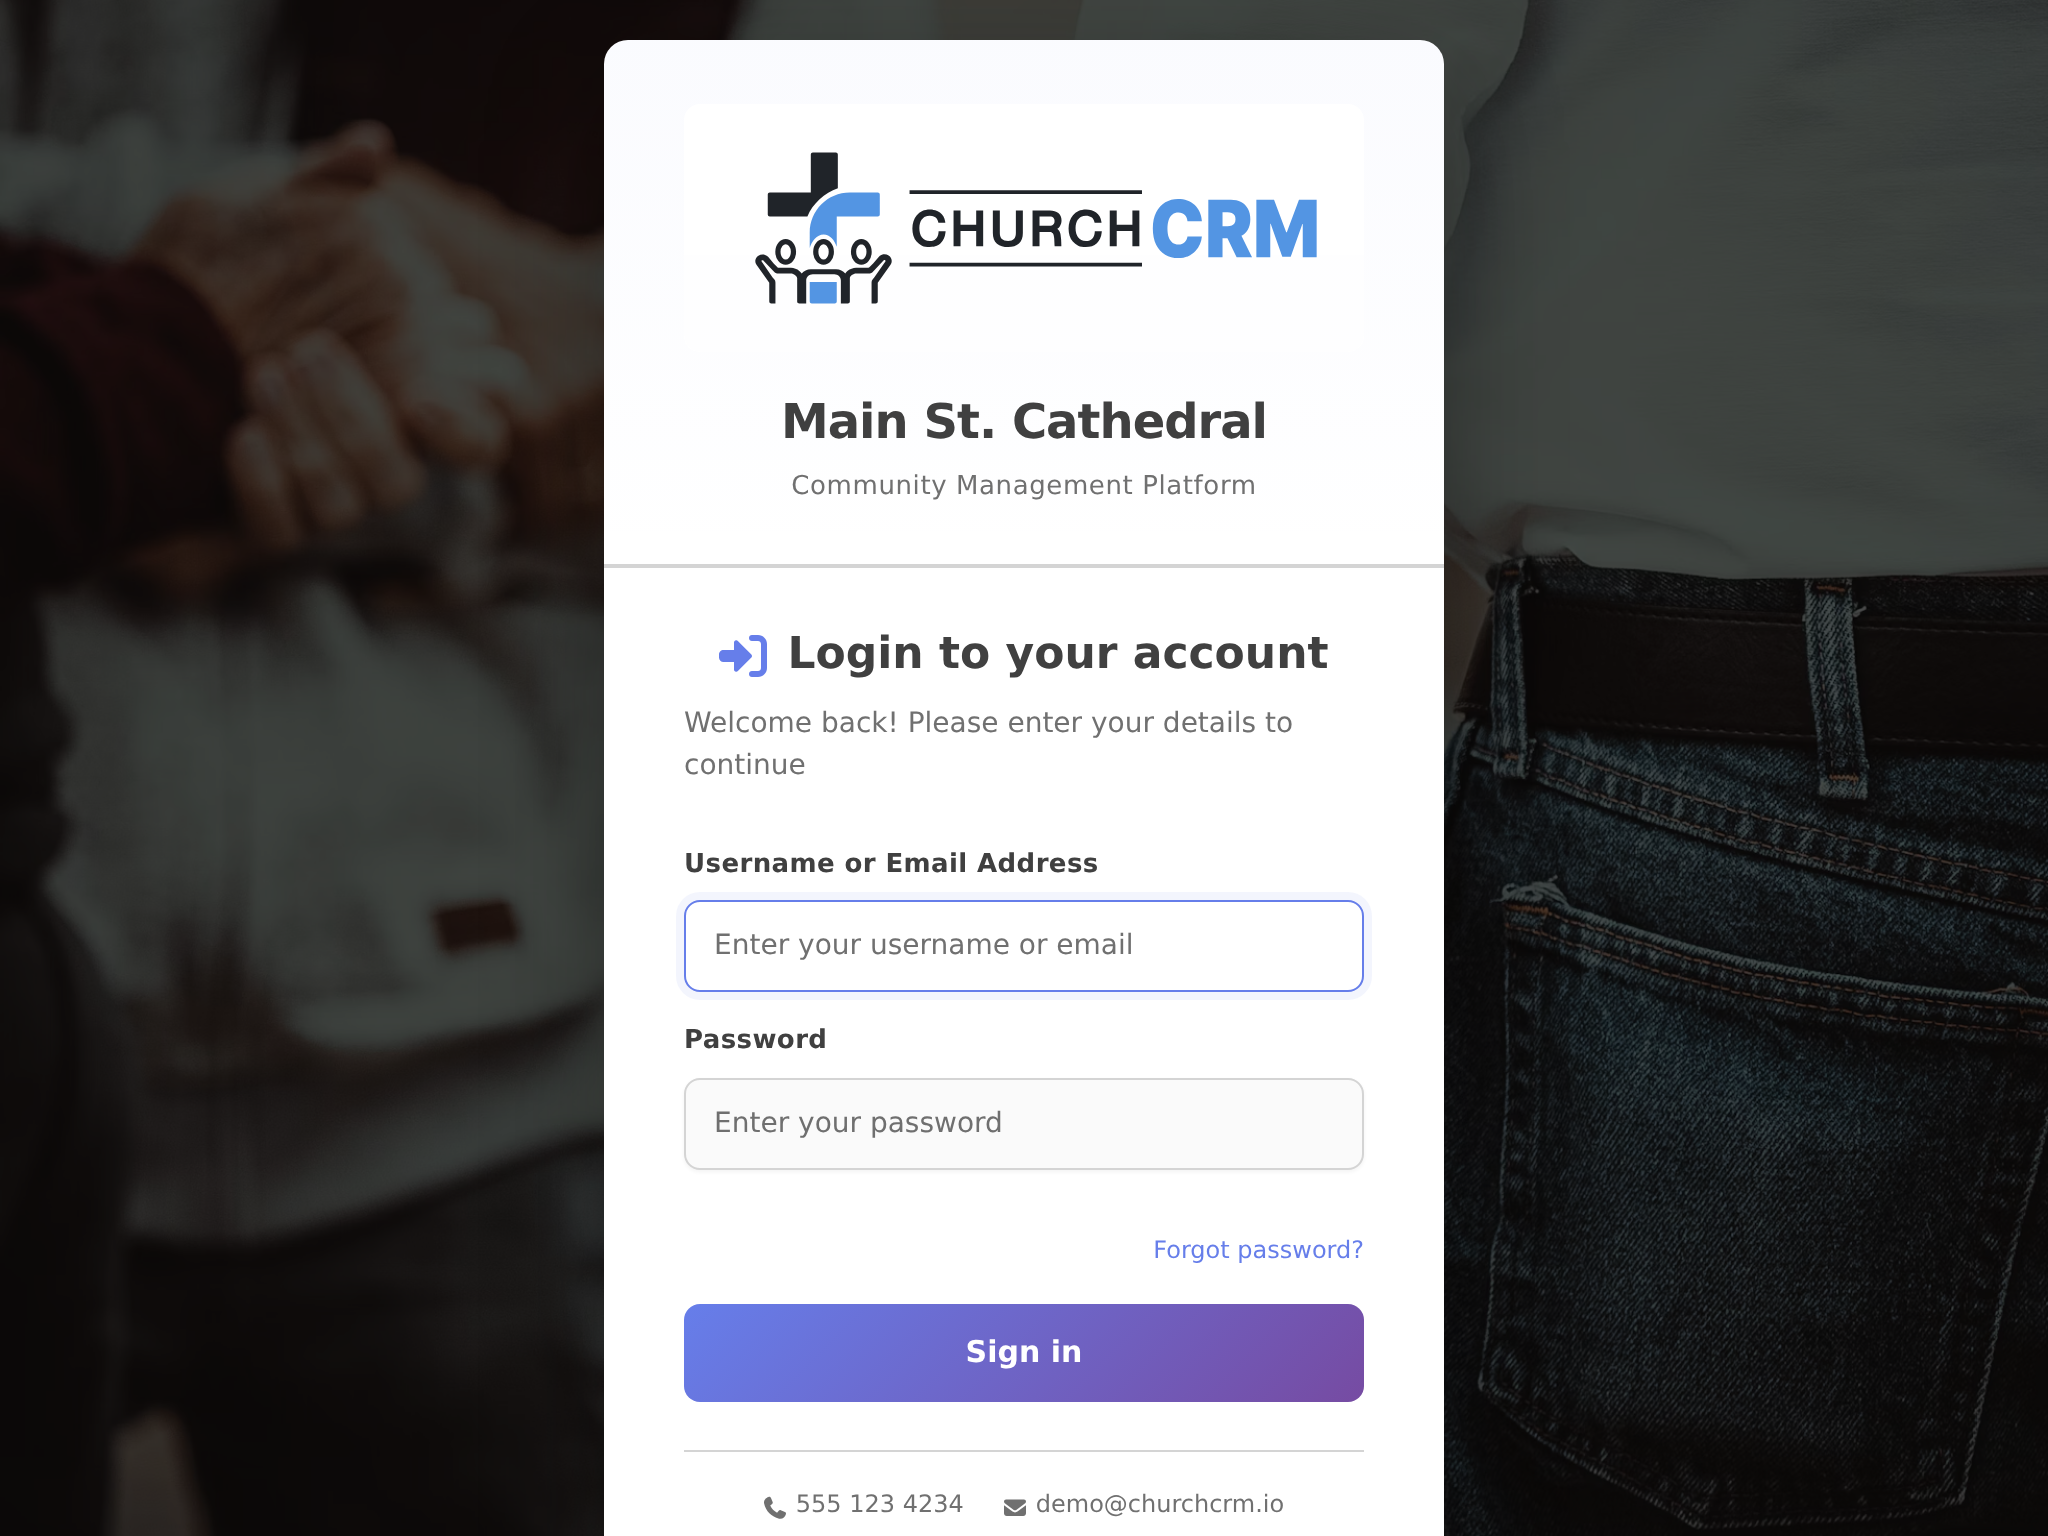 CHURCH CRM
Main St. Cathedral
Community Management Platform
Login to your account
Welcome back! Please enter your details to
continue
Username or Email Address
Enter your username or email
Password
Enter your password
Forgot password?
Sign in
555 123 4234 demo@churchcrm.io